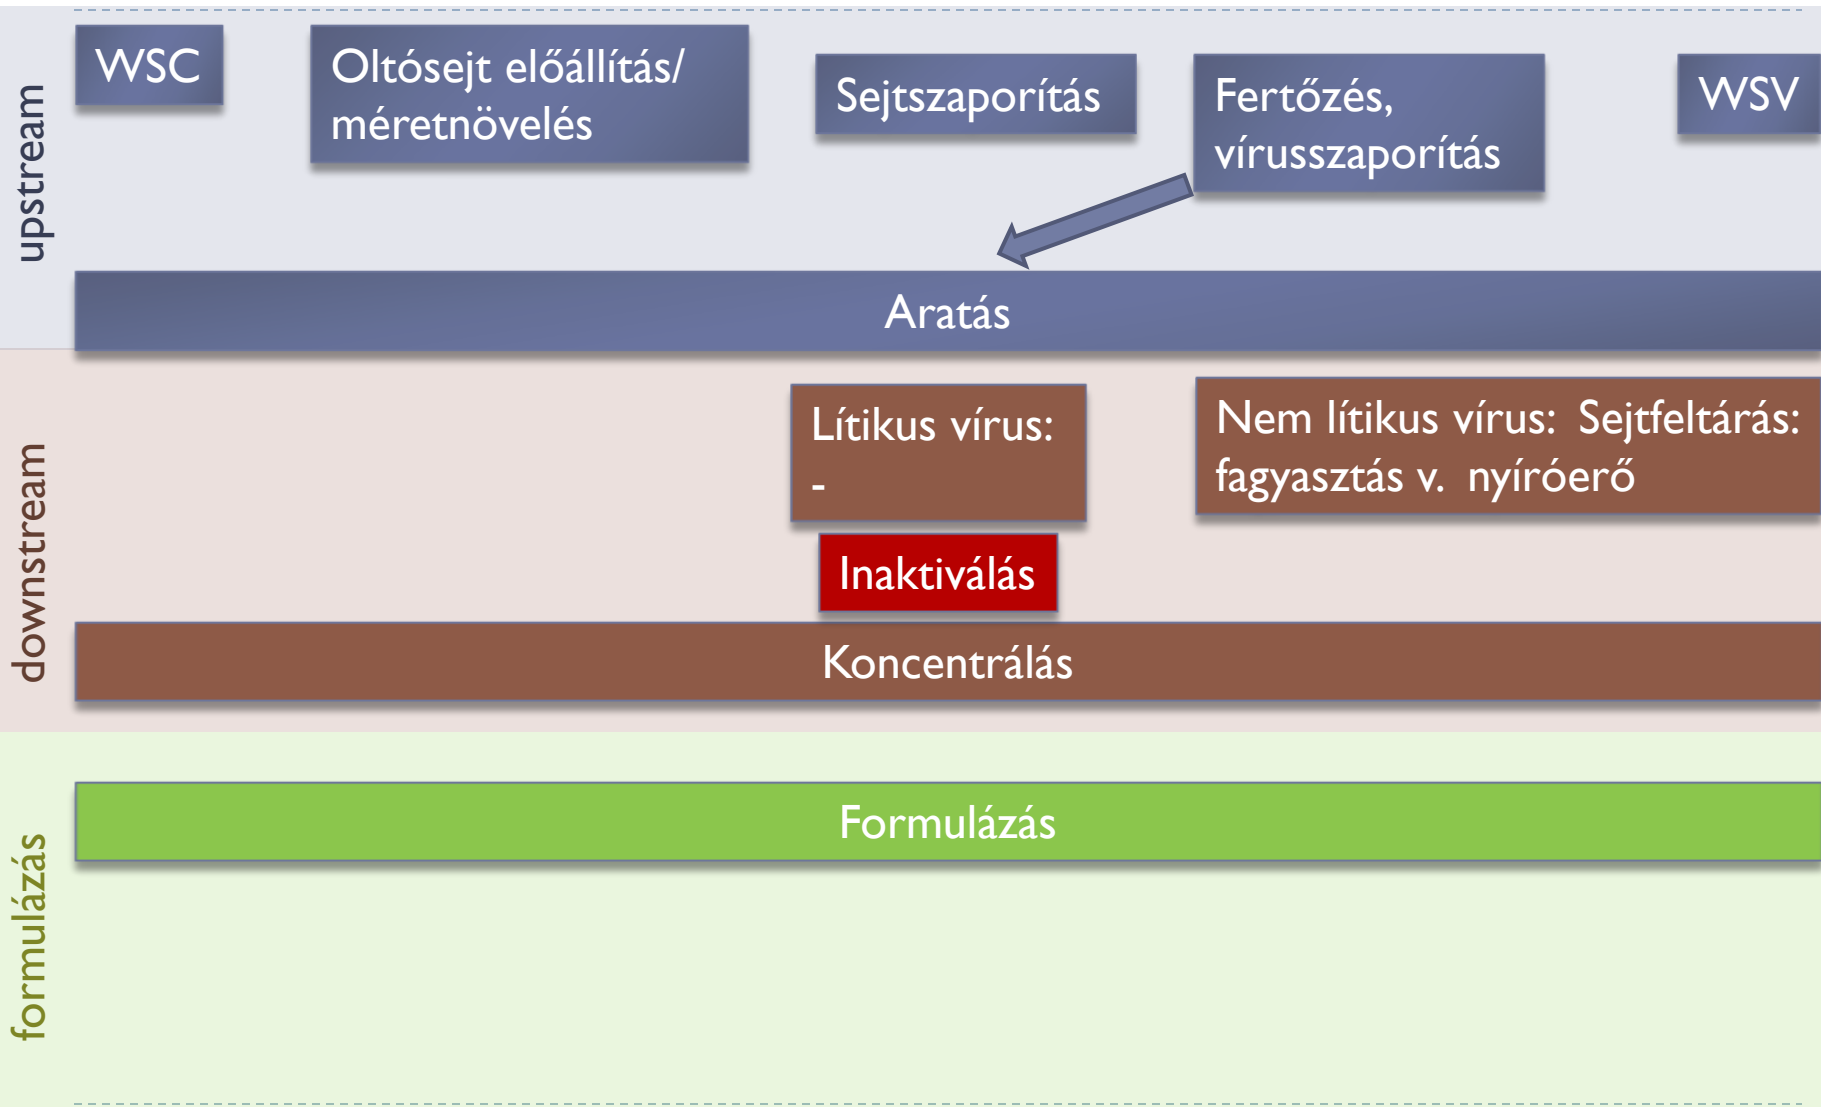 upstream
WSC
Oltósejt előállítás/
méretnövelés
Sejtszaporítás
Fertőzés,
vírusszaporítás
WSV
Aratás
downstream
Lítikus vírus:
-
Nem lítikus vírus: Sejtfeltárás:
fagyasztás v. nyíróerő
Inaktiválás
Koncentrálás
formulázás
Formulázás